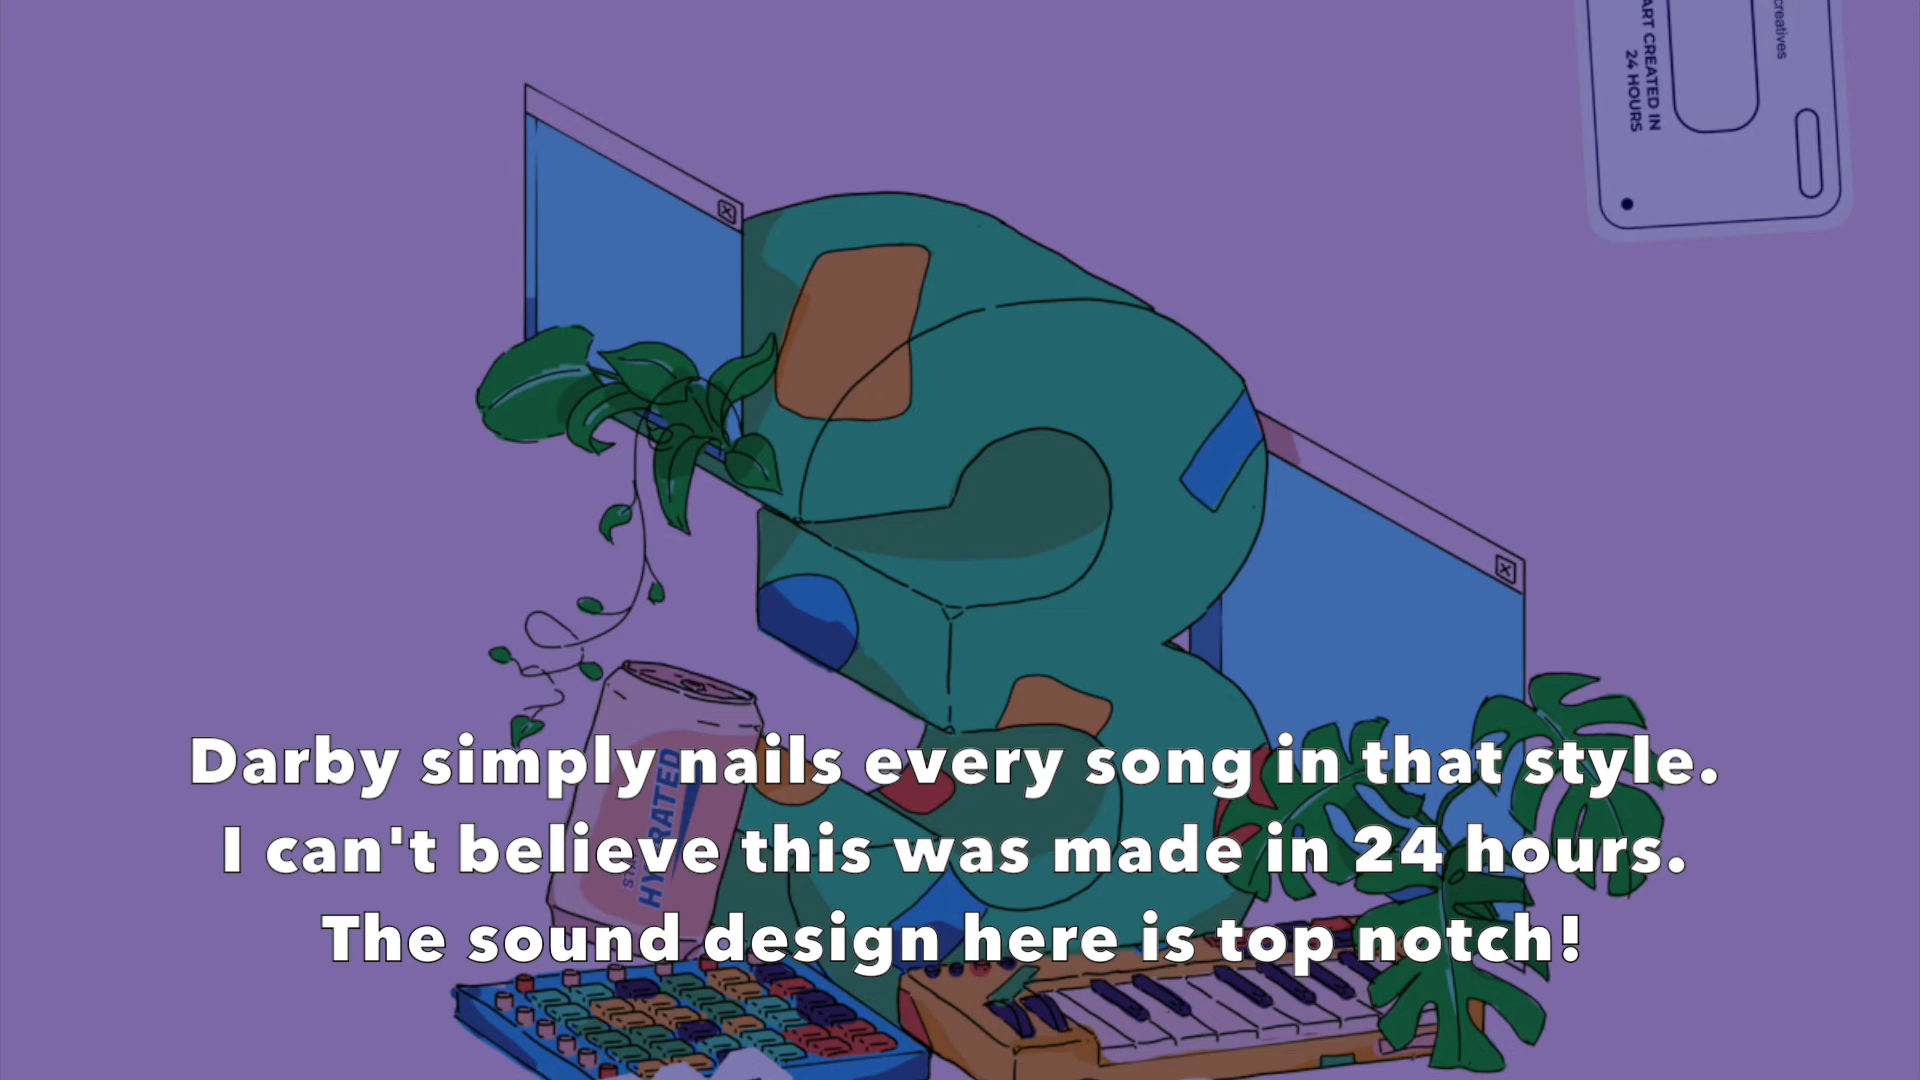 creatives
ART CREATED IN
24 HOURS
Darby simply nails every song in that style.
I can't believe this was made in 24 hours.
The sound design here is top notch!